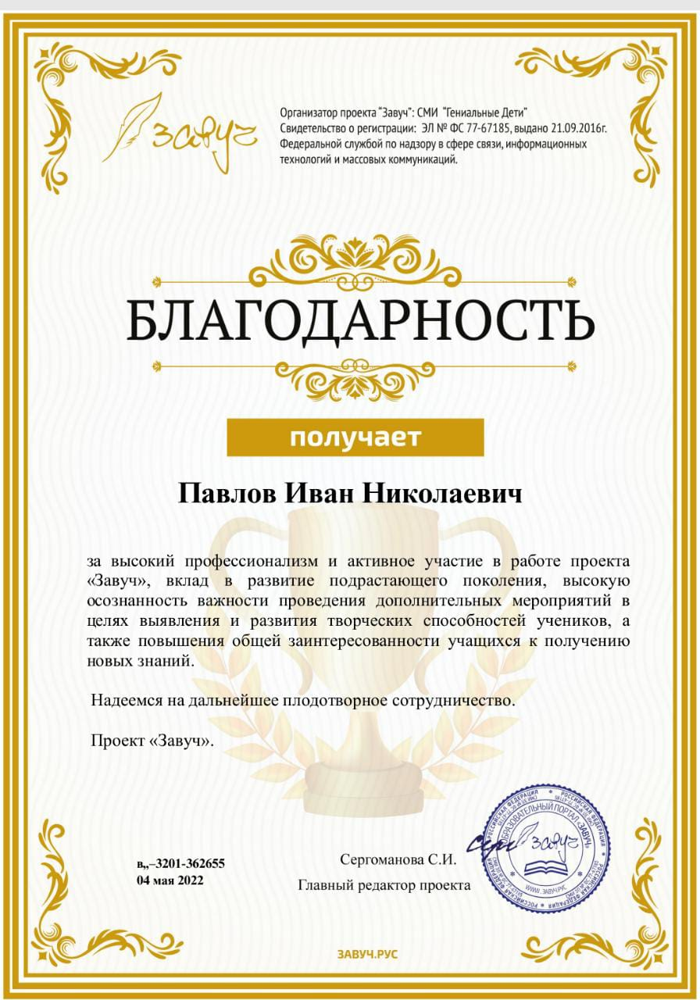 завуч
Организатор проекта “Завуч”: СМИ “Гениальные Дети”
Свидетельство о регистрации: ЭЛ № ФС 77-67185, выдано 21.09.2016г.
Федеральной службой по надзору в сфере связи, информационных
технологий и массовых коммуникаций.
БЛАГОДАРНОСТЬ
получает
Павлов Иван Николаевич
за высокий профессионализм и активное участие в работе проекта
«Завуч», вклад в развитие подрастающего поколения, высокую
осознанность важности проведения дополнительных мероприятий в
целях выявления и развития творческих способностей учеников, а
также повышения общей заинтересованности учащихся к получению
новых знаний.
Надеемся на дальнейшее плодотворное сотрудничество.
Проект «Завуч».
РОССИЙСКАЯ ФЕДЕРАЦИЯ * РОССИЙСКАЯ ФЕДЕРАЦИЯ * РОССИЙСКАЯ ФЕДЕРАЦИЯ *
ОБРАЗОВАТЕЛЬНЫЙ ПОРТАЛ «ЗАВУЧ»
завуч
WWW. ЗАВУЧ.РУС
в„–3201-362655
04 мая 2022
Сергоманова С.И.
Главный редактор проекта
ЗАВУЧ.РУС